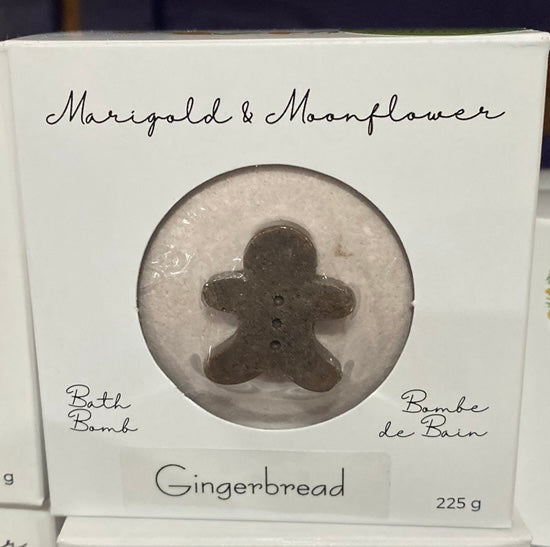 Marigold & Moonflower
Bath
Bomb
Bombe
de Bain
Gingerbread
225 g
g